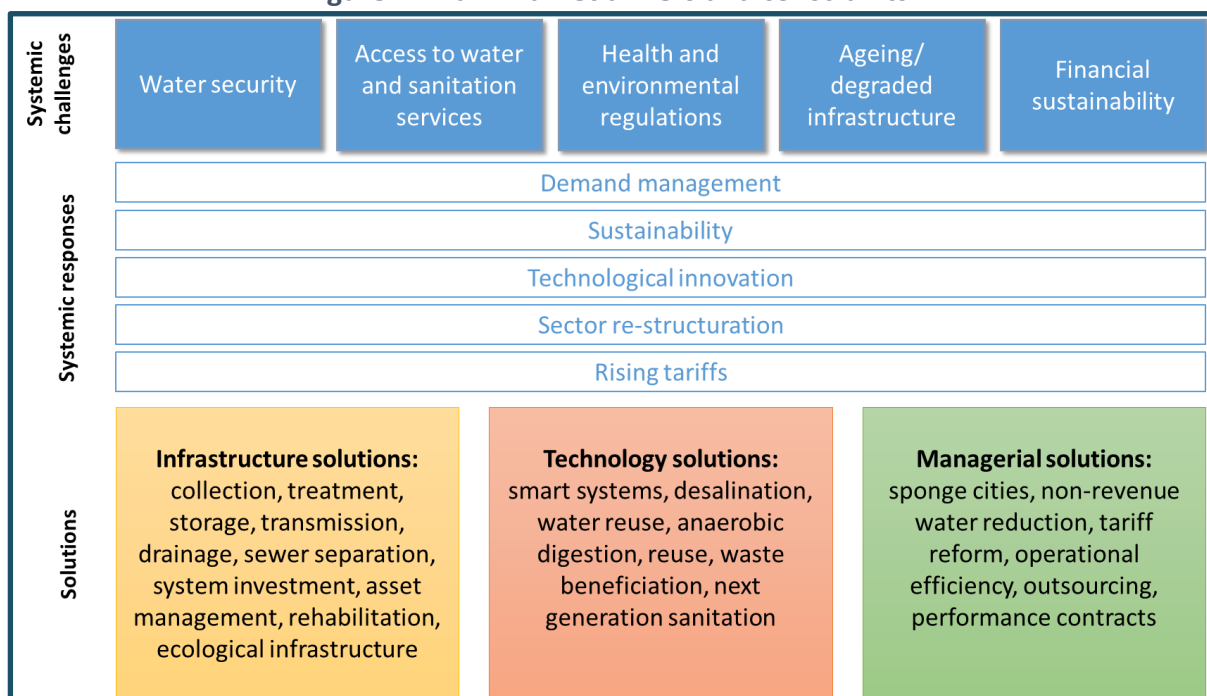 Systemic
challenges
Water security
Access to water
and sanitation
services
Health and
environmental
regulations
Ageing/
degraded
infrastructure
Financial
sustainability
Systemic responses
Demand management
Sustainability
Technological innovation
Sector re-structuration
Rising tariffs
Solutions
Infrastructure solutions:
collection, treatment,
storage, transmission,
drainage, sewer separation,
system investment, asset
management, rehabilitation,
ecological infrastructure
Technology solutions:
smart systems, desalination,
water reuse, anaerobic
digestion, reuse, waste
beneficiation, next
generation sanitation
Managerial solutions:
sponge cities, non-revenue
water reduction, tariff
reform, operational
efficiency, outsourcing,
performance contracts